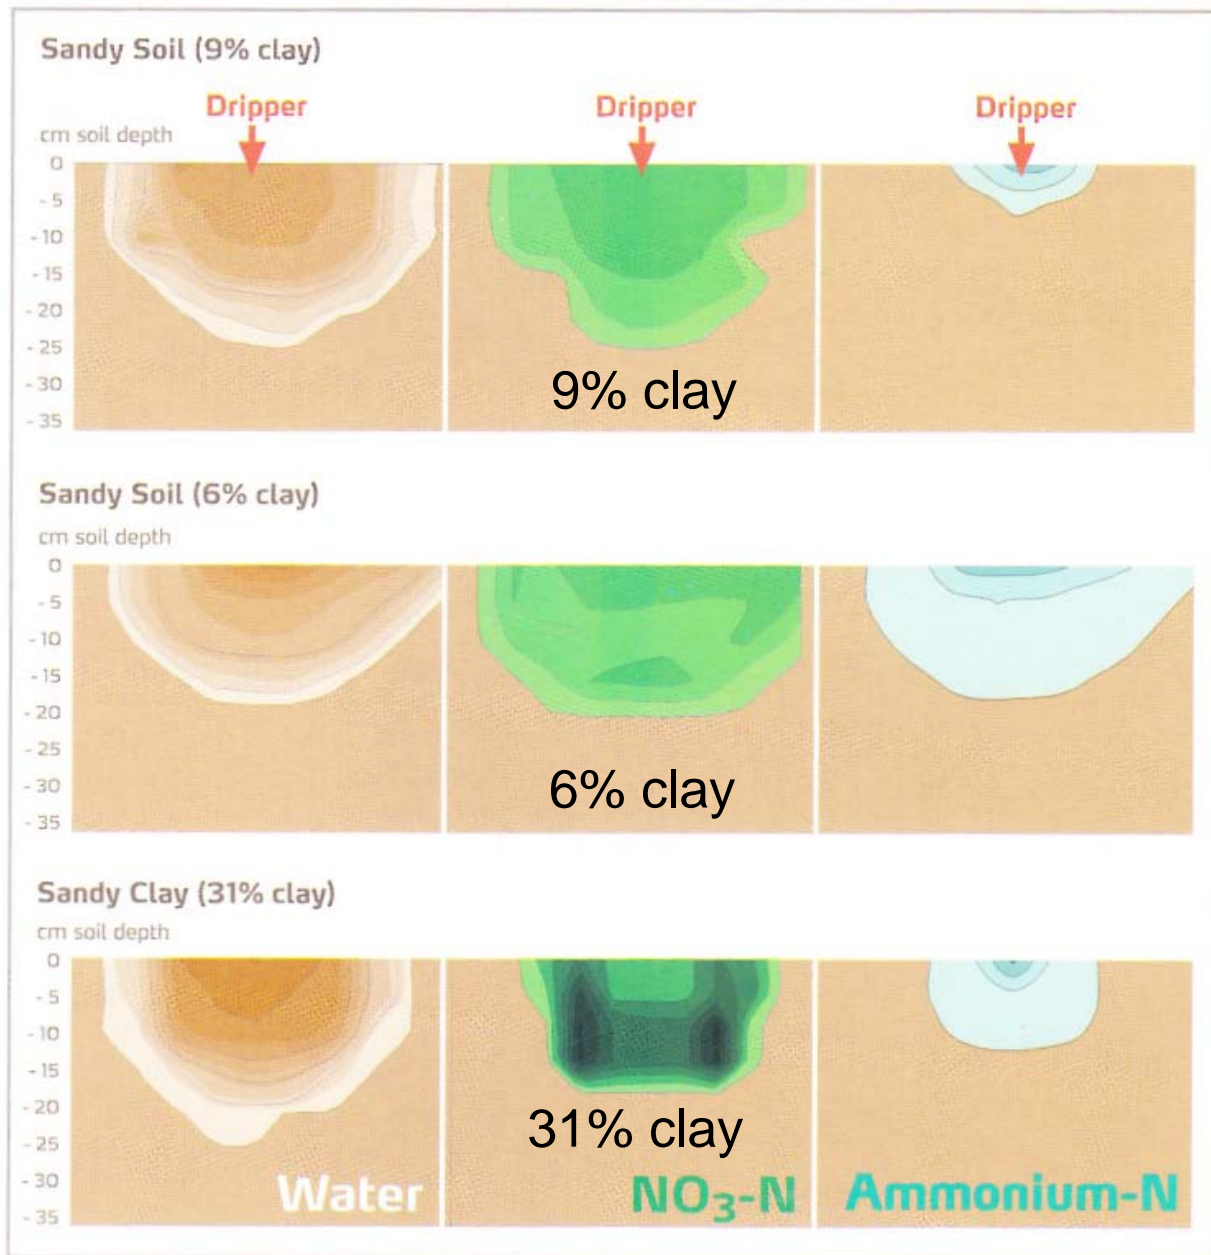 Sandy Soil (9% clay)
Dripper Dripper Dripper
cm soil depth
0
- 5
- 10
- 15
- 20
- 25
- 30
- 35
9% clay
Sandy Soil (6% clay)
cm soil depth
0
- 5
- 10
- 15
- 20
- 25
- 30
- 35
6% clay
Sandy Clay (31% clay)
cm soil depth
0
- 5
- 10
- 15
- 20
- 25
- 30
- 35
31% clay
Water NO₃-N Ammonium-N